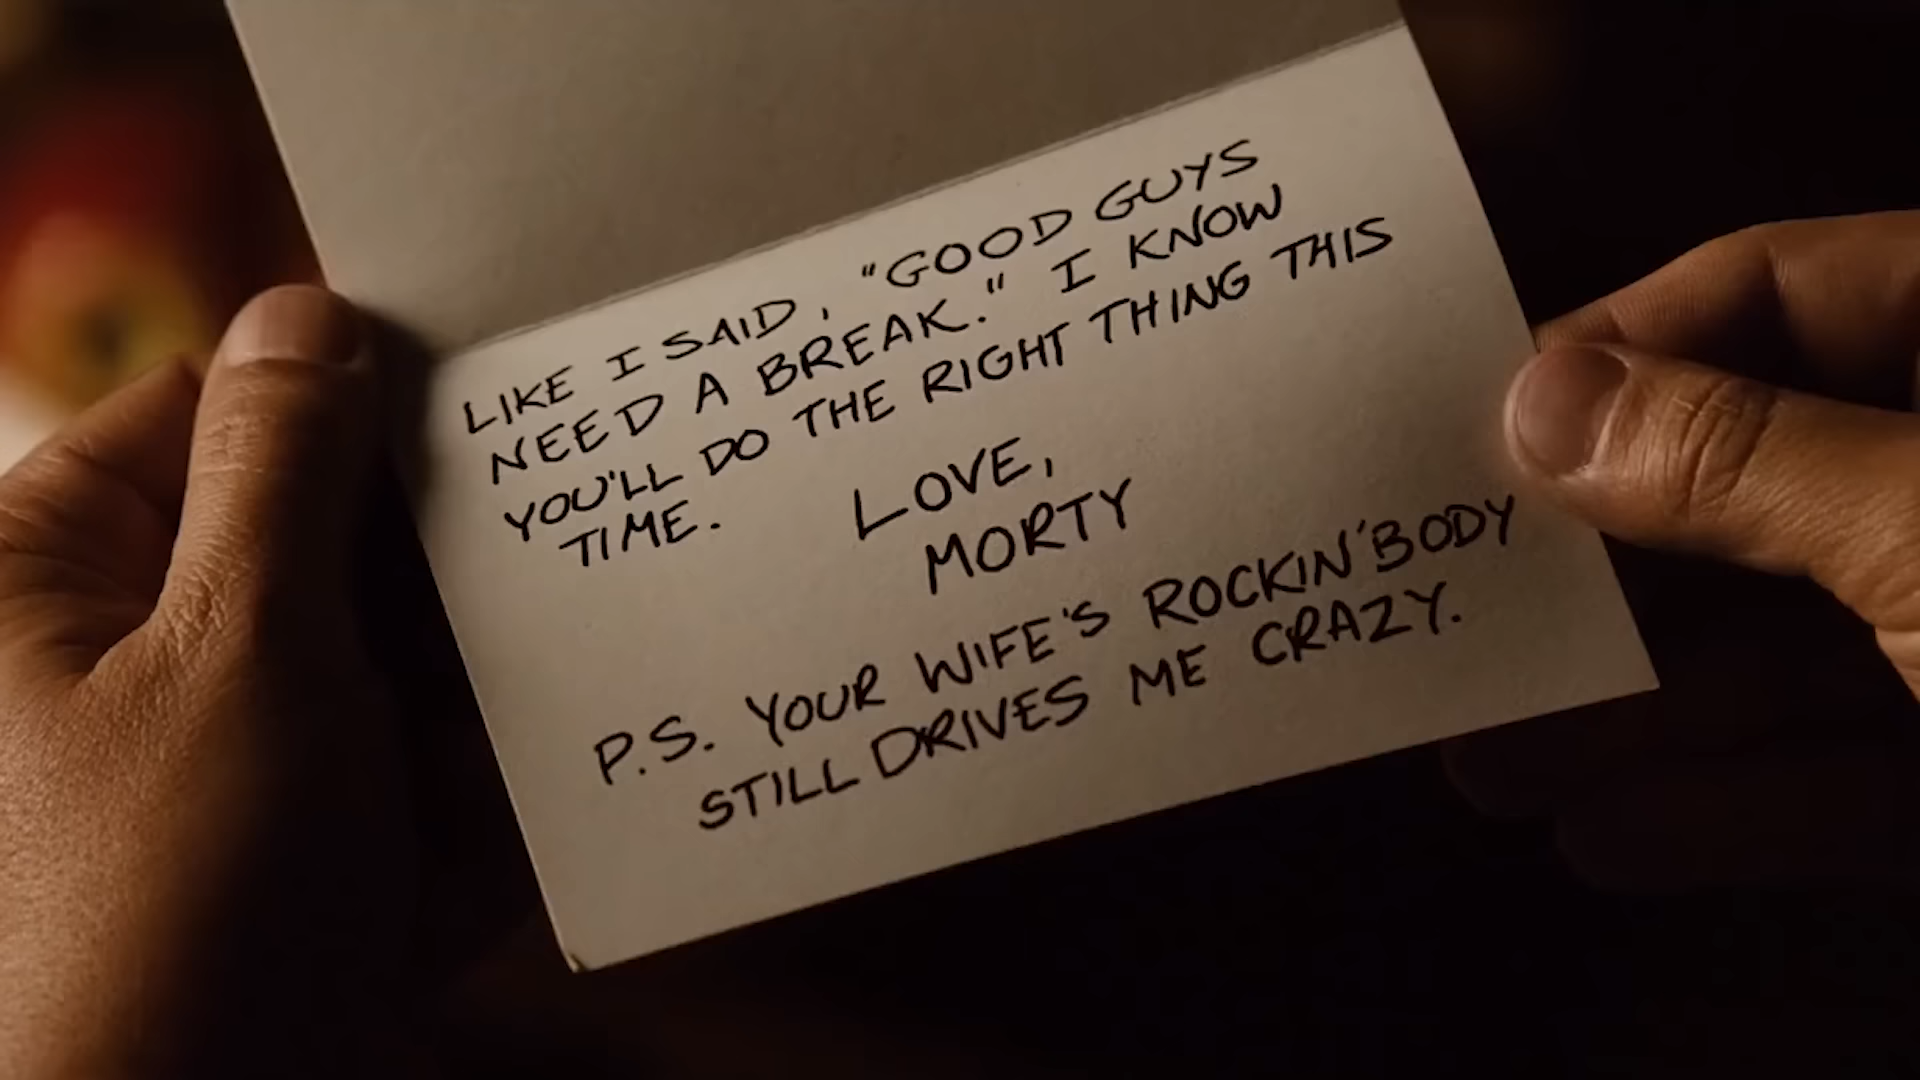 LIKE I SAID, "GOOD GUYS
NEED A BREAK." I KNOW
YOU'LL DO THE RIGHT THING THIS
TIME.
LOVE,
MORTY
P.S. YOUR WIFE'S ROCKIN' BODY
STILL DRIVES ME CRAZY.